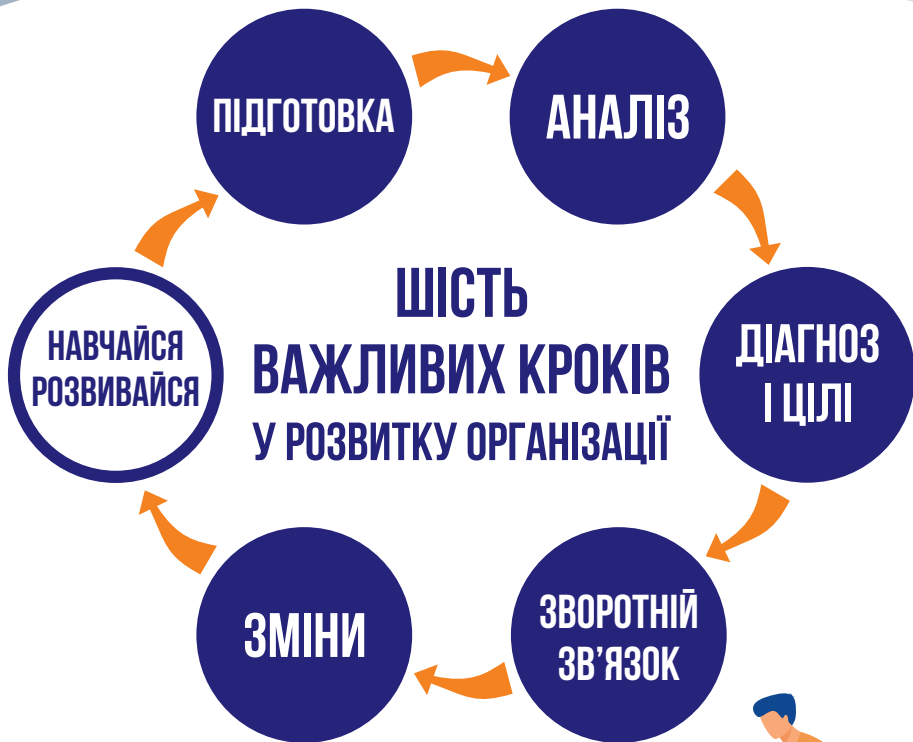 ПІДГОТОВКА
АНАЛІЗ
ШІСТЬ
ВАЖЛИВИХ КРОКІВ
У РОЗВИТКУ ОРГАНІЗАЦІЇ
ДІАГНОЗ
І ЦІЛІ
ЗВОРОТНІЙ
ЗВ’ЯЗОК
ЗМІНИ
НАВЧАЙСЯ
РОЗВИВАЙСЯ